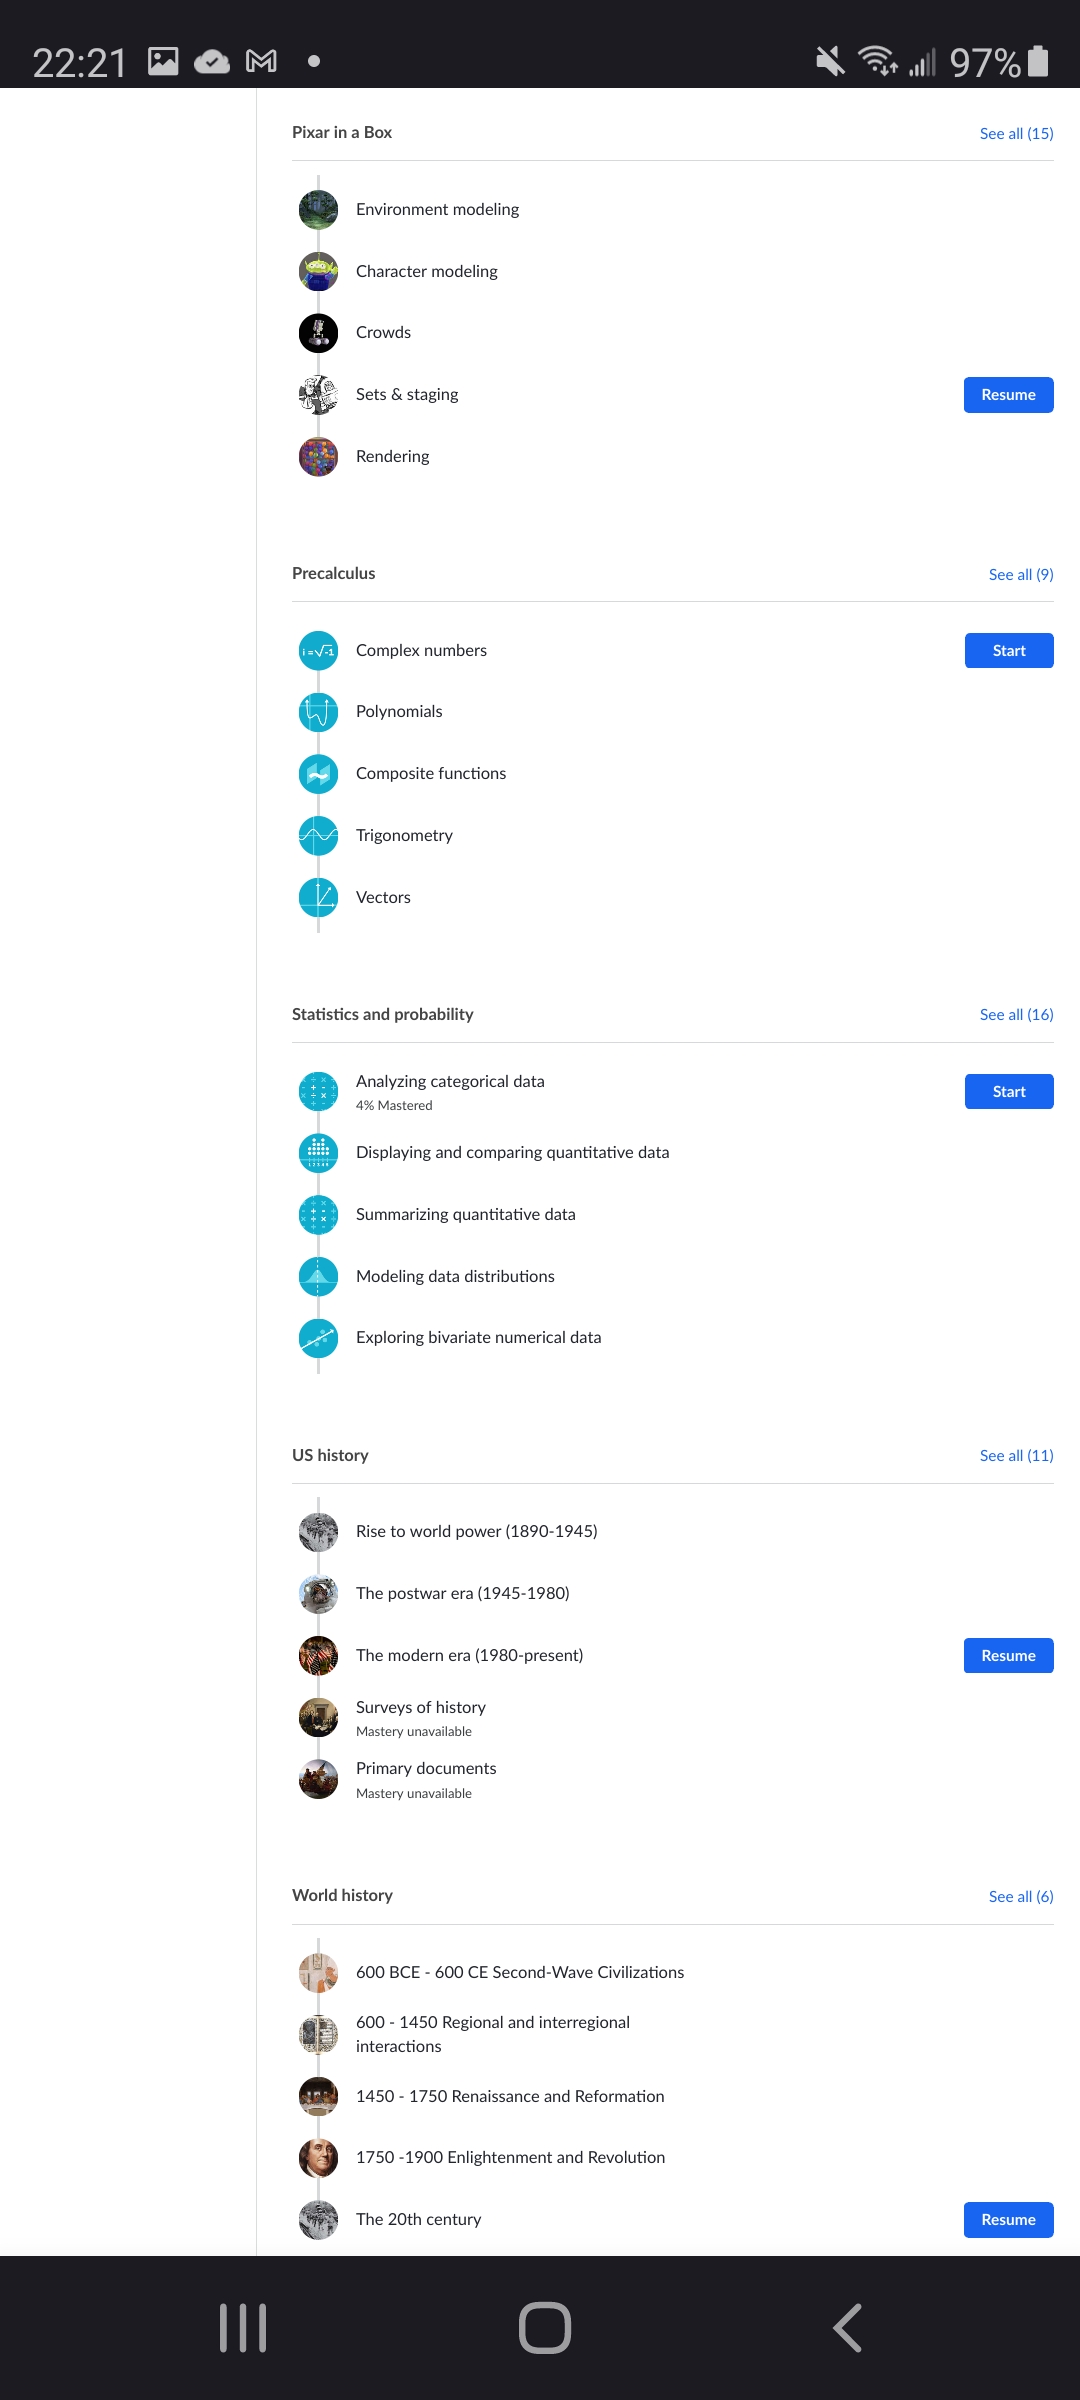 22:21
97%
Pixar in a Box
See all (15)
Environment modeling
Character modeling
Crowds
Sets & staging
Resume
Rendering
Precalculus
See all (9)
i = √-1
Complex numbers
Start
Polynomials
Composite functions
Trigonometry
Vectors
Statistics and probability
See all (16)
Analyzing categorical data
4% Mastered
Start
Displaying and comparing quantitative data
Summarizing quantitative data
Modeling data distributions
Exploring bivariate numerical data
US history
See all (11)
Rise to world power (1890-1945)
The postwar era (1945-1980)
The modern era (1980-present)
Resume
Surveys of history
Mastery unavailable
Primary documents
Mastery unavailable
World history
See all (6)
600 BCE - 600 CE Second-Wave Civilizations
600 - 1450 Regional and interregional
interactions
1450 - 1750 Renaissance and Reformation
1750 -1900 Enlightenment and Revolution
The 20th century
Resume